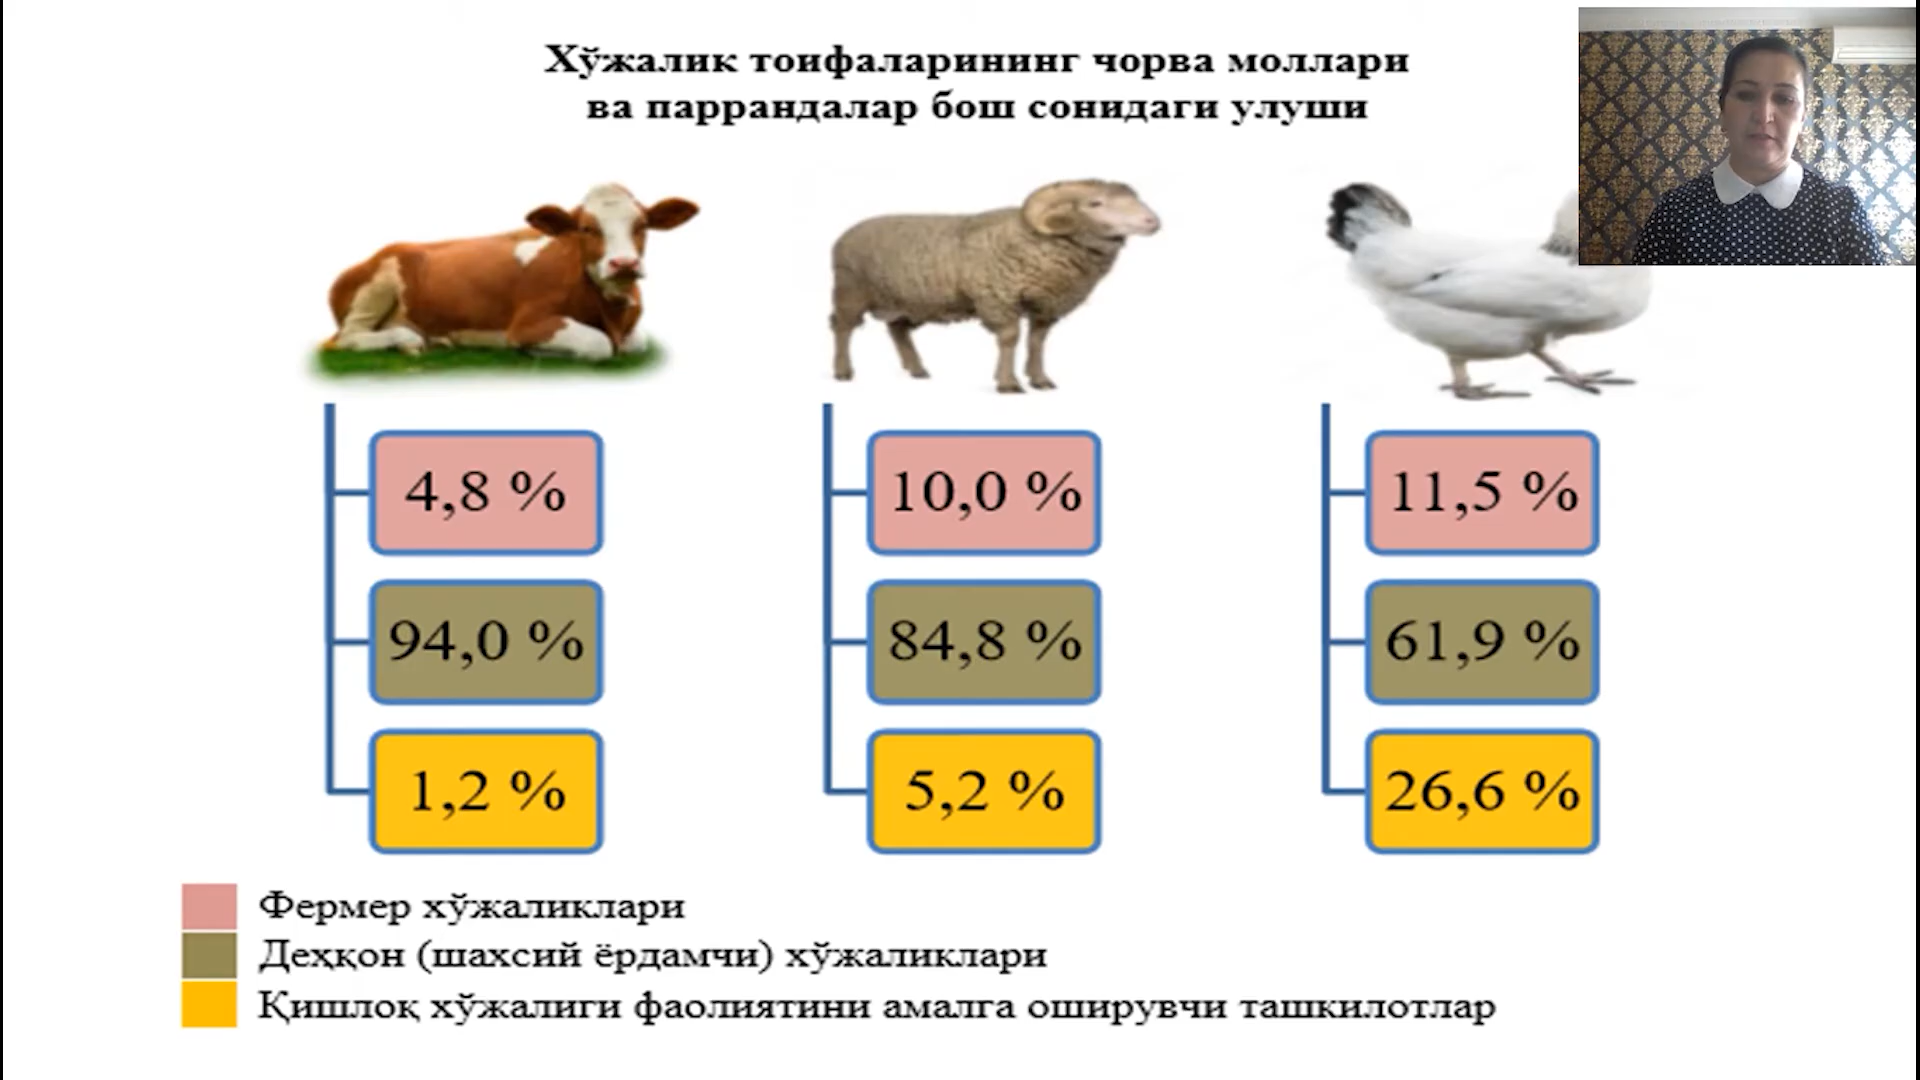 Хўжалик тоифаларининг чорва моллари
ва паррандалар бош сонидаги улуши
4,8 %
10,0 %
11,5 %
94,0 %
84,8 %
61,9 %
1,2 %
5,2 %
26,6 %
Фермер хўжаликлари
Деҳқон (шахсий ёрдамчи) хўжаликлари
Қишлоқ хўжалиги фаолиятини амалга оширувчи ташкилотлар